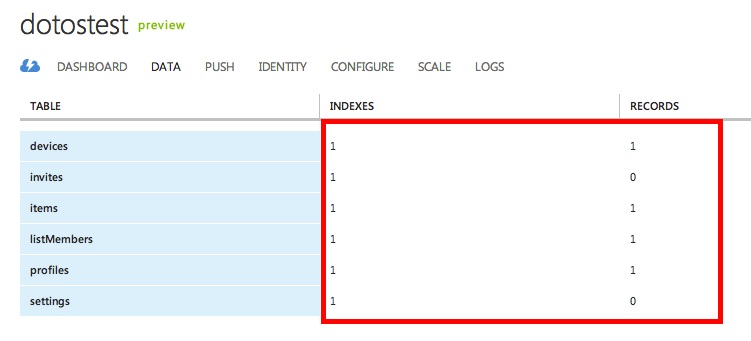 dotostest preview
DASHBOARD DATA PUSH IDENTITY CONFIGURE SCALE LOGS
TABLE INDEXES RECORDS
devices 1 1
invites 1 0
items 1 1
listMembers 1 1
profiles 1 1
settings 1 0